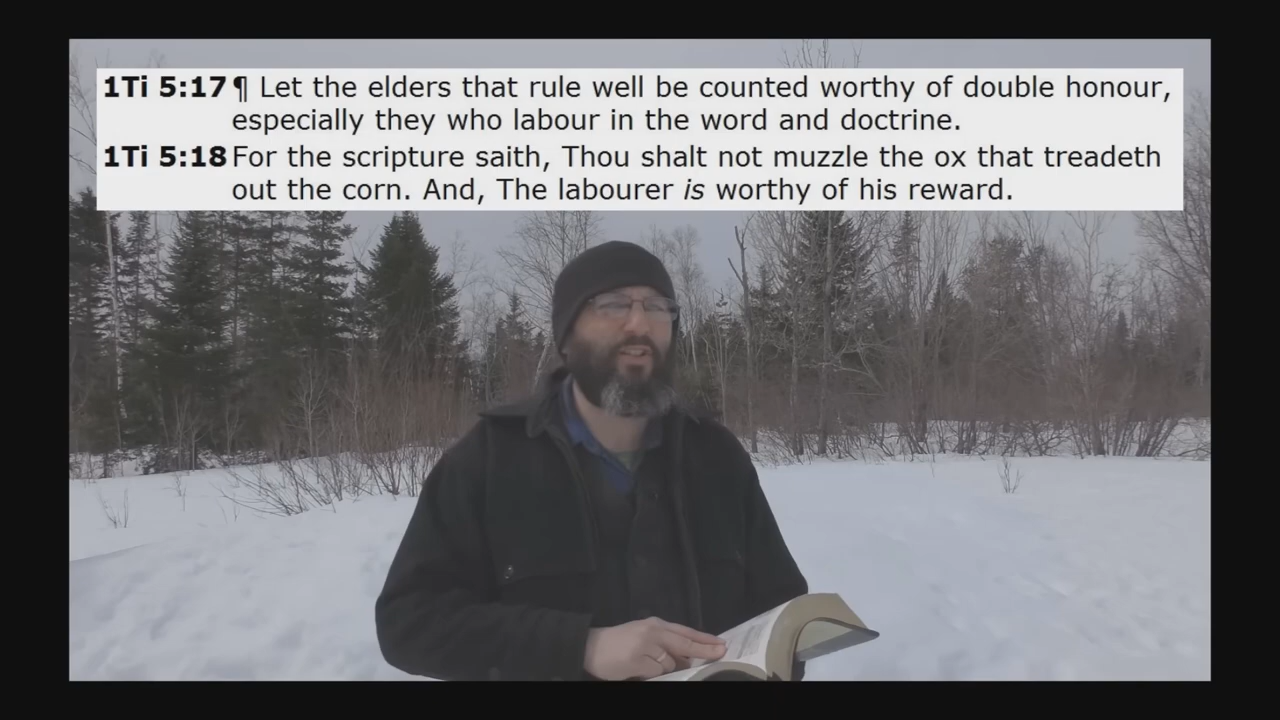 1Ti 5:17 ¶ Let the elders that rule well be counted worthy of double honour,
especially they who labour in the word and doctrine.
1Ti 5:18 For the scripture saith, Thou shalt not muzzle the ox that treadeth
out the corn. And, The labourer is worthy of his reward.